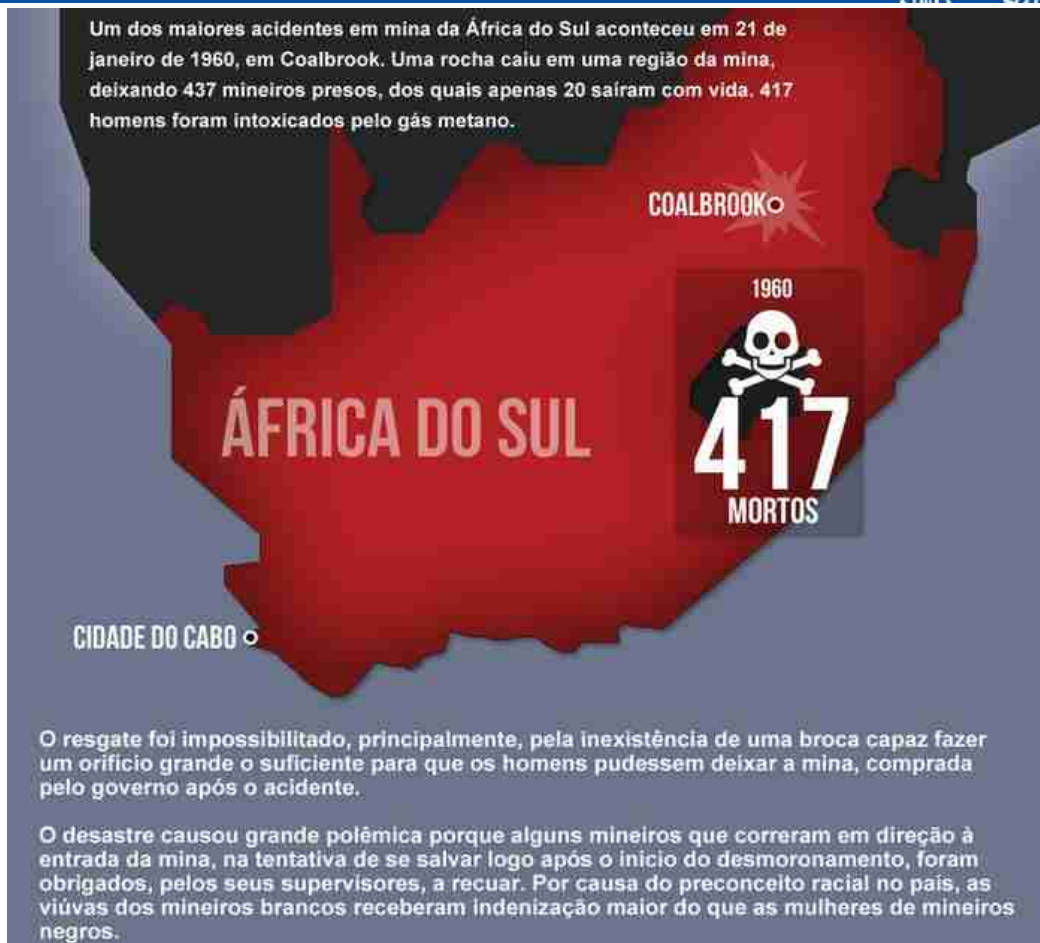 Um dos maiores acidentes em mina da África do Sul aconteceu em 21 de
janeiro de 1960, em Coalbrook. Uma rocha caiu em uma região da mina,
deixando 437 mineiros presos, dos quais apenas 20 saíram com vida. 417
homens foram intoxicados pelo gás metano.
COALBROOK
1960
417
MORTOS
ÁFRICA DO SUL
CIDADE DO CABO
O resgate foi impossibilitado, principalmente, pela inexistência de uma broca capaz fazer
um orifício grande o suficiente para que os homens pudessem deixar a mina, comprada
pelo governo após o acidente.
O desastre causou grande polêmica porque alguns mineiros que correram em direção à
entrada da mina, na tentativa de se salvar logo após o início do desmoronamento, foram
obrigados, pelos seus supervisores, a recuar. Por causa do preconceito racial no país, as
viúvas dos mineiros brancos receberam indenização maior do que as mulheres de mineiros
negros.